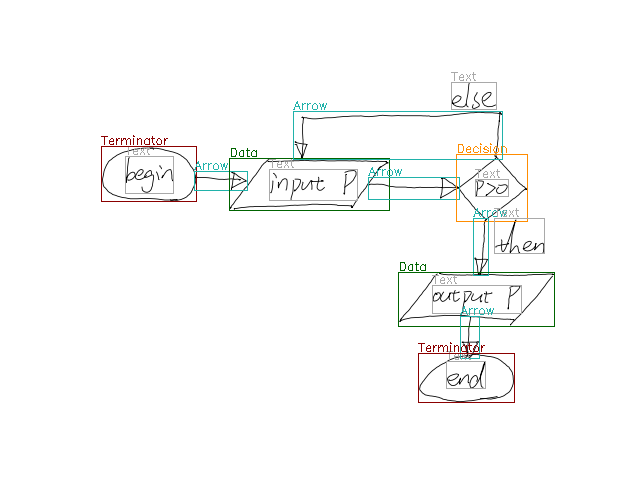 Text
else
Arrow
Terminator
Text
begin
Arrow
Data
Text
input P
Arrow
Decision
Text
P>0
Arrow
Text
then
Data
Text
output P
Arrow
Terminator
Text
end